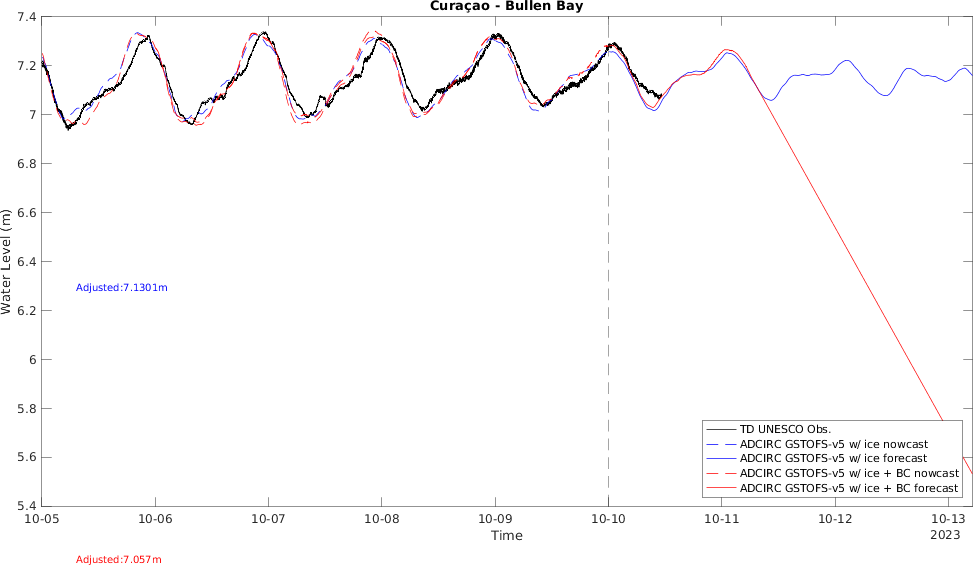 Curaçao - Bullen Bay
7.4
7.2
7
6.8
6.6
6.4
6.2
6
5.8
5.6
5.4
Water Level (m)
Adjusted:7.1301m
TD UNESCO Obs.
ADCIRC GSTOFS-v5 w/ ice nowcast
ADCIRC GSTOFS-v5 w/ ice forecast
ADCIRC GSTOFS-v5 w/ ice + BC nowcast
ADCIRC GSTOFS-v5 w/ ice + BC forecast
10-05 10-06 10-07 10-08 10-09 10-10 10-11 10-12 10-13
2023
Time
Adjusted:7.057m